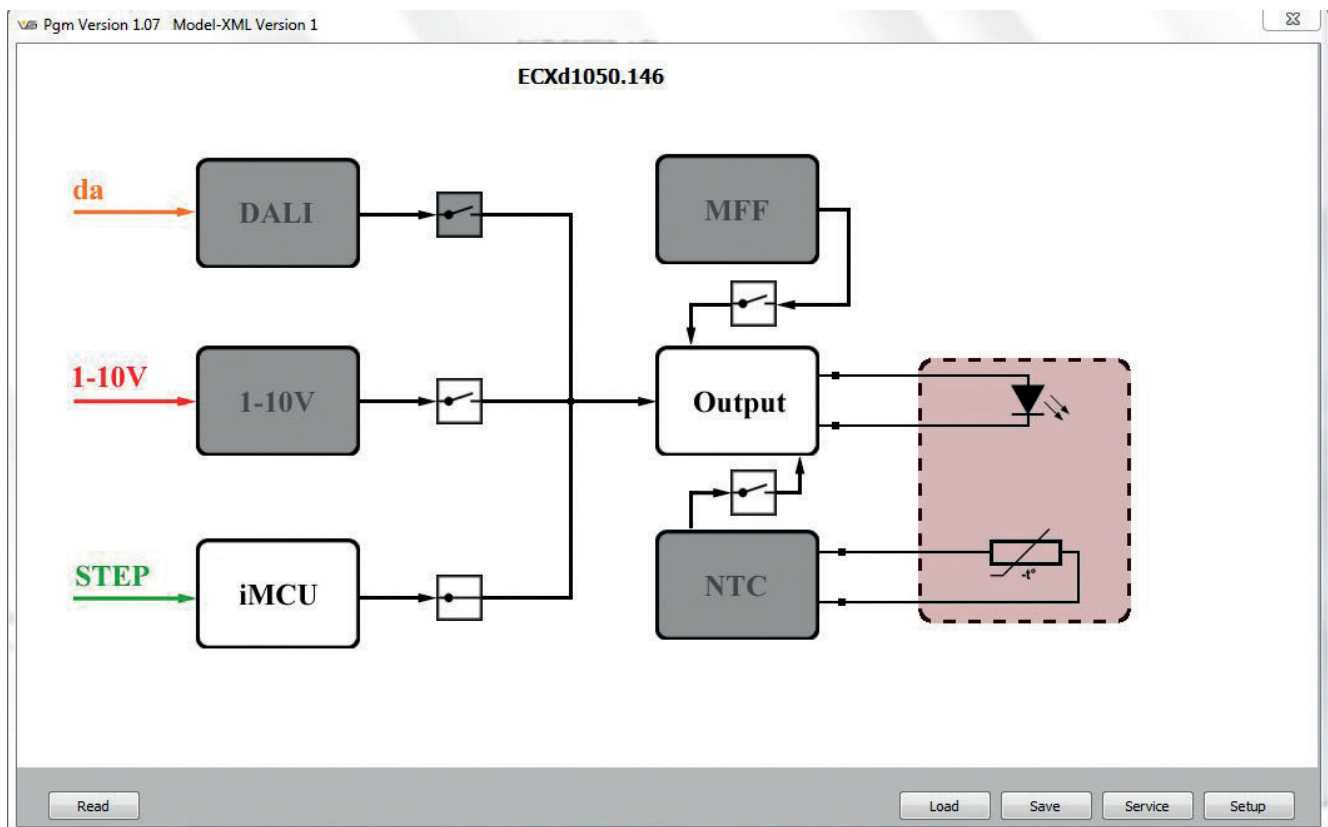 Pgm Version 1.07 Model-XML Version 1
ECXd1050.146
da
DALI
MFF
1-10V
1-10V
Output
STEP
iMCU
NTC
-t°
Read
Load
Save
Service
Setup